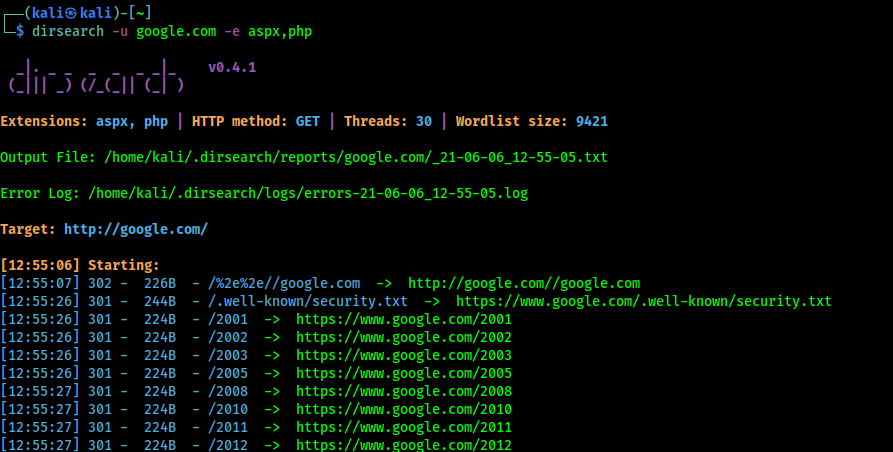 ┌──(kali㉿kali)-[~]
└─$ dirsearch -u google.com -e aspx,php
_|. _ _ _ _ _ _|_ v0.4.1
(_||| _) (/_(_|| (_| )
Extensions: aspx, php | HTTP method: GET | Threads: 30 | Wordlist size: 9421
Output File: /home/kali/.dirsearch/reports/google.com/_21-06-06_12-55-05.txt
Error Log: /home/kali/.dirsearch/logs/errors-21-06-06_12-55-05.log
Target: http://google.com/
[12:55:06] Starting:
[12:55:07] 302 - 226B - /%2e%2e//google.com -> http://google.com//google.com
[12:55:26] 301 - 244B - /.well-known/security.txt -> https://www.google.com/.well-known/security.txt
[12:55:26] 301 - 224B - /2001 -> https://www.google.com/2001
[12:55:26] 301 - 224B - /2002 -> https://www.google.com/2002
[12:55:26] 301 - 224B - /2003 -> https://www.google.com/2003
[12:55:26] 301 - 224B - /2005 -> https://www.google.com/2005
[12:55:27] 301 - 224B - /2008 -> https://www.google.com/2008
[12:55:27] 301 - 224B - /2010 -> https://www.google.com/2010
[12:55:27] 301 - 224B - /2011 -> https://www.google.com/2011
[12:55:27] 301 - 224B - /2012 -> https://www.google.com/2012